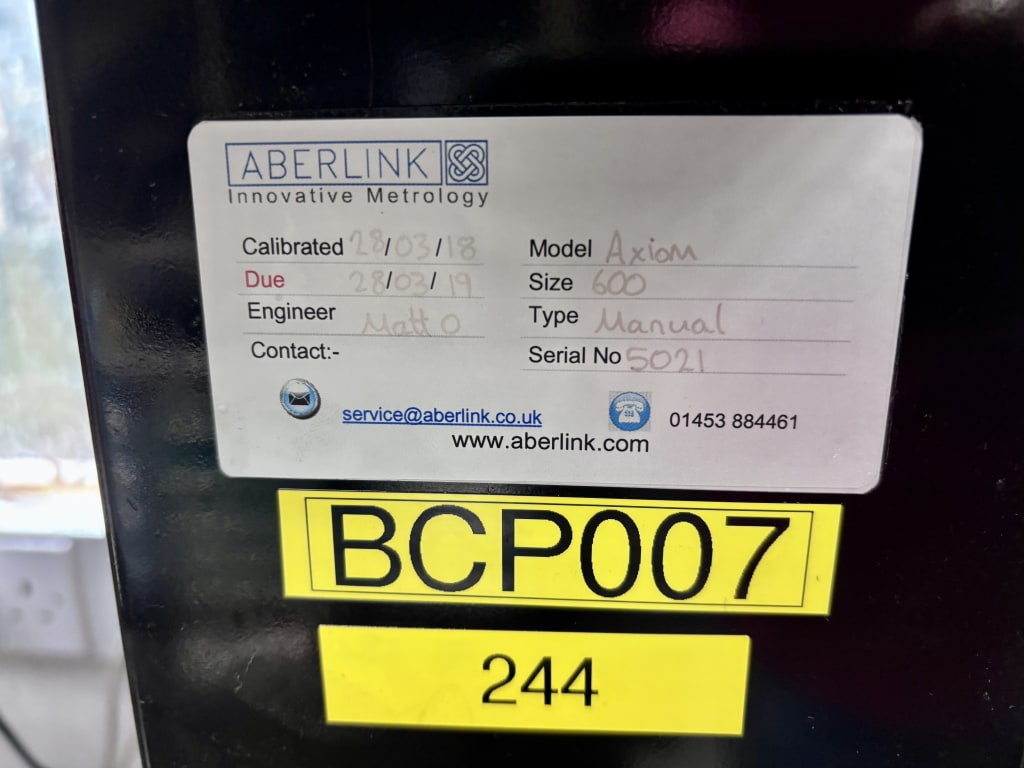 ABERLINK
Innovative Metrology
Calibrated 28/03/18
Due 28/03/19
Engineer Matt O
Contact:-
Model Axiom
Size 600
Type Manual
Serial No 5021
service@aberlink.co.uk
01453 884461
www.aberlink.com
BCP007
244